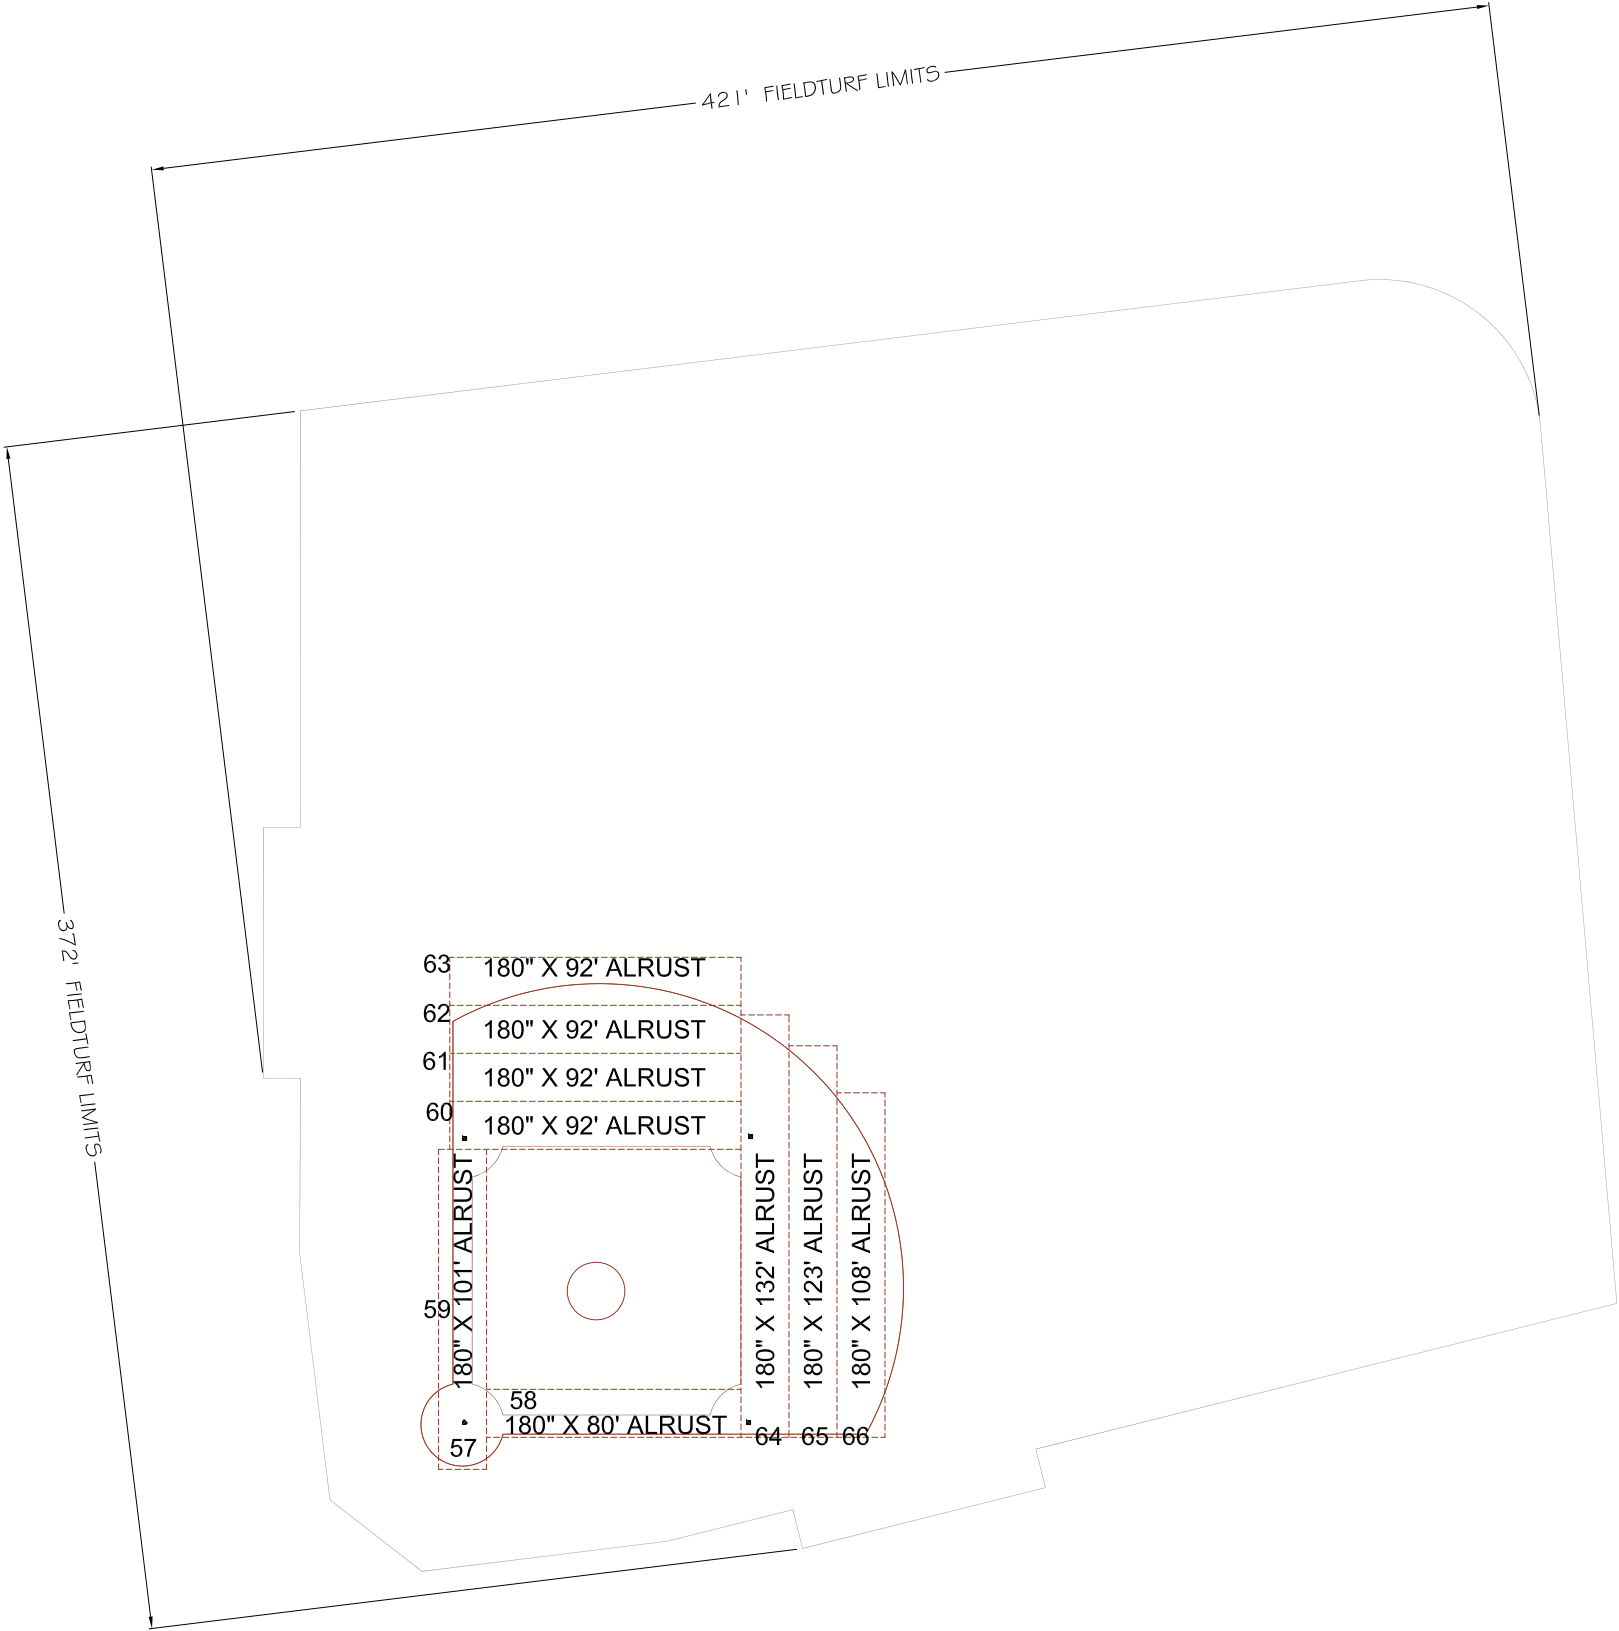 421' FIELDTURF LIMITS
372' FIELDTURF LIMITS
63
180" X 92' ALRUST
62
180" X 92' ALRUST
61
180" X 92' ALRUST
60
180" X 92' ALRUST
59
180" X 101' ALRUST
180" X 132' ALRUST
180" X 123' ALRUST
180" X 108' ALRUST
58
180" X 80' ALRUST
57
64
65
66